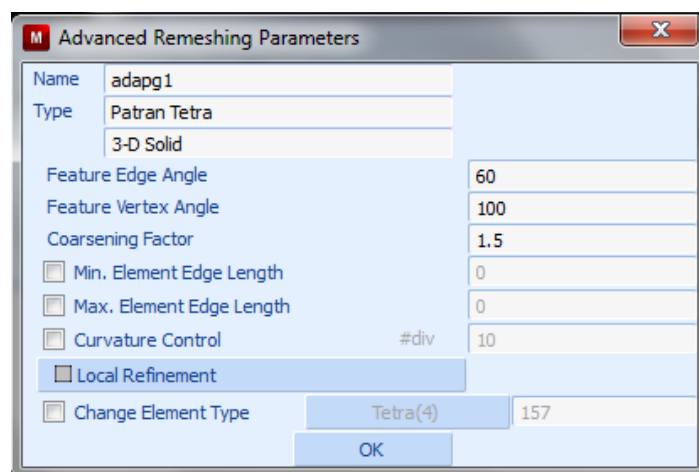 M Advanced Remeshing Parameters X
Name adapg1
Type Patran Tetra
3-D Solid
Feature Edge Angle 60
Feature Vertex Angle 100
Coarsening Factor 1.5
Min. Element Edge Length 0
Max. Element Edge Length 0
Curvature Control #div 10
Local Refinement
Change Element Type Tetra(4) 157
OK